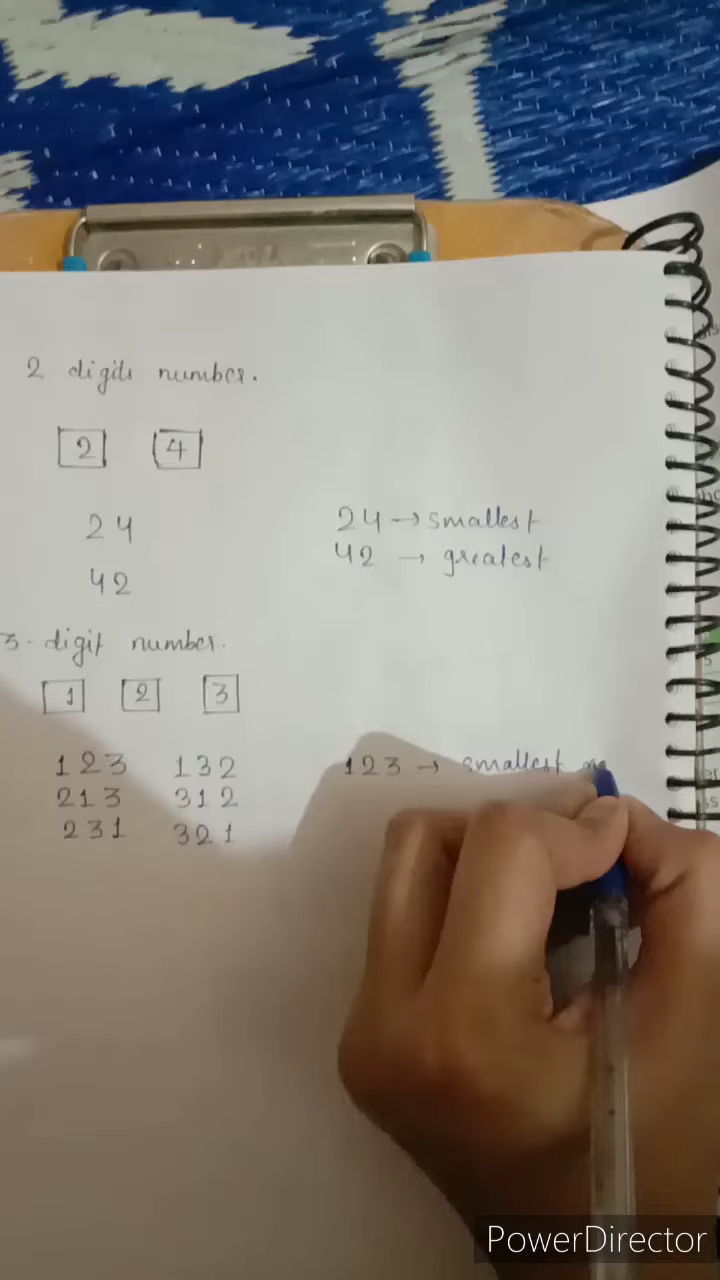 2 digits number.
2 4
24
42
24 → smallest
42 → greatest
3-digit number.
1 2 3
123 132
213 312
231 321
123 → smallest
PowerDirector